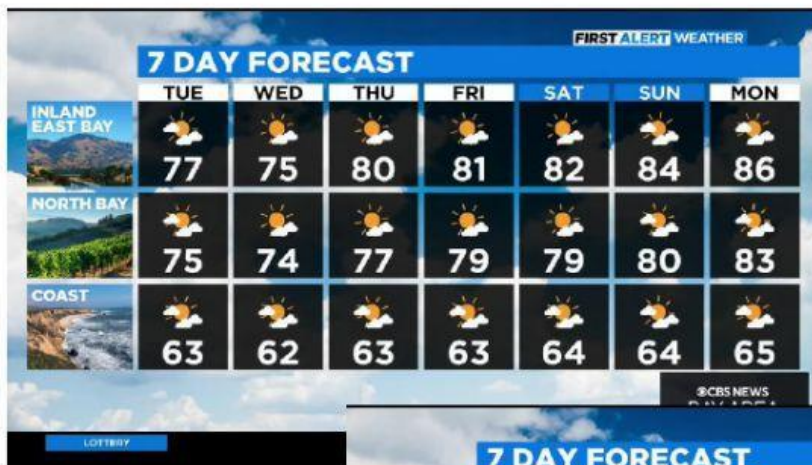 FIRST ALERT WEATHER
7 DAY FORECAST
TUE WED THU FRI SAT SUN MON
INLAND
EAST BAY
77 75 80 81 82 84 86
NORTH BAY
75 74 77 79 79 80 83
COAST
63 62 63 63 64 64 65
CBS NEWS
BAY AREA
LOTTERY
7 DAY FORECAST